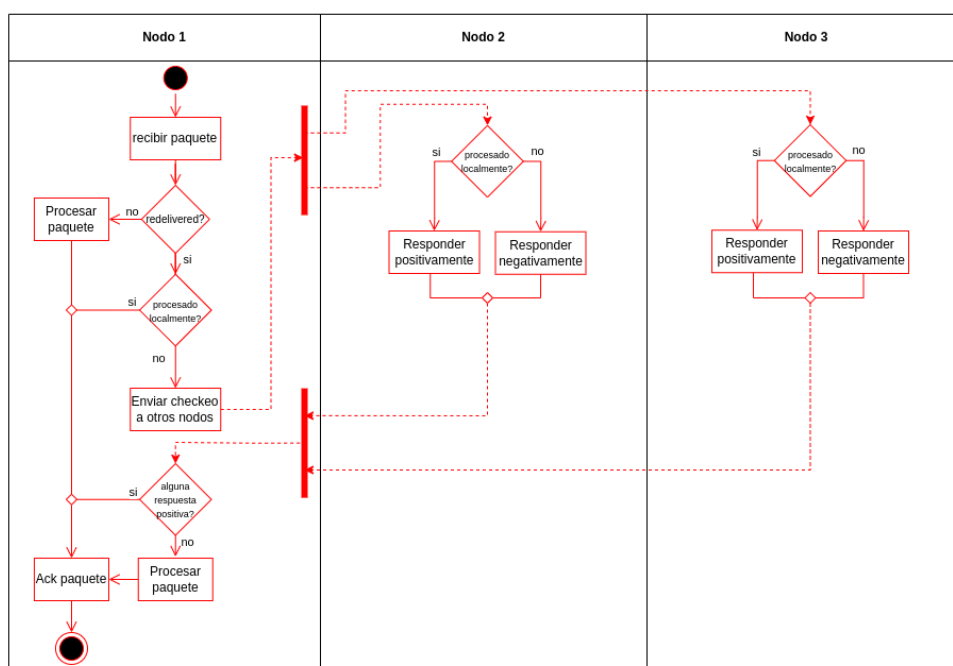 Nodo 1
Nodo 2
Nodo 3
recibir paquete
redelivered?
no
Procesar
paquete
si
procesado
localmente?
si
no
Enviar checkeo
a otros nodos
alguna
respuesta
positiva?
si
no
Procesar
paquete
Ack paquete
procesado
localmente?
si
no
Responder
positivamente
Responder
negativamente
procesado
localmente?
si
no
Responder
positivamente
Responder
negativamente